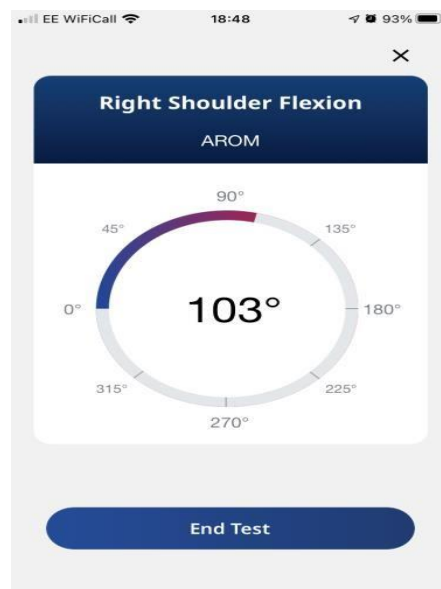 EE WiFiCall 18:48 93%
×
Right Shoulder Flexion
AROM
90°
45° 135°
0° 103° 180°
315° 225°
270°
End Test